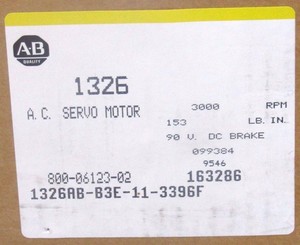 A-B
QUALITY
1326
A.C. SERVO MOTOR
3000 RPM
153 LB. IN.
90 V. DC BRAKE
099384
9546
800-06123-02 163286
1326AB-B3E-11-3396F